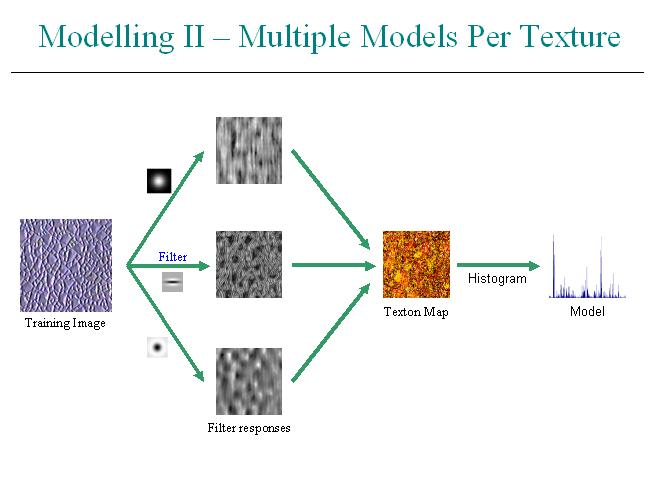 Modelling II – Multiple Models Per Texture
Filter
Training Image
Filter responses
Texton Map
Histogram
Model